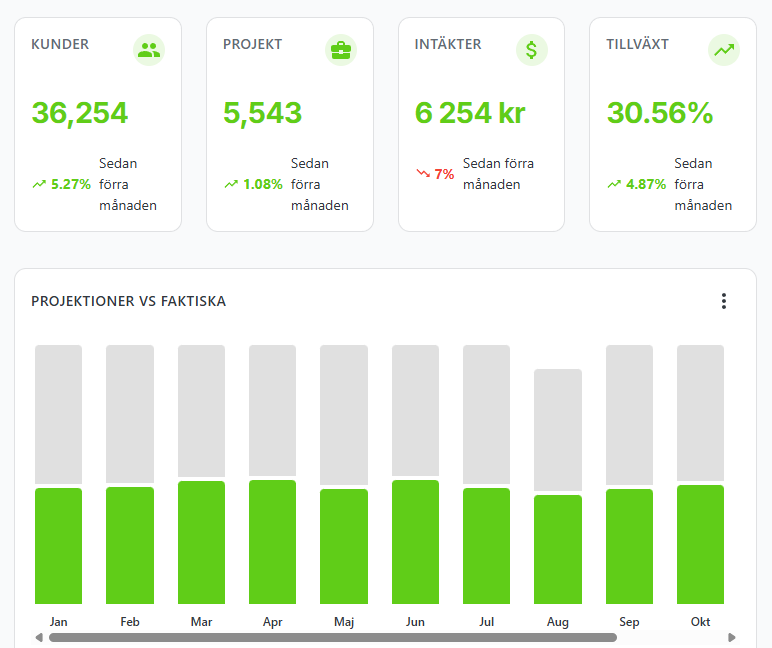 KUNDER
36,254
5.27%
Sedan
förra
månaden
PROJEKT
5,543
1.08%
Sedan
förra
månaden
INTÄKTER
$
6 254 kr
7%
Sedan förra
månaden
TILLVÄXT
30.56%
4.87%
Sedan
förra
månaden
PROJEKTIONER VS FAKTISKA
Jan Feb Mar Apr Maj Jun Jul Aug Sep Okt